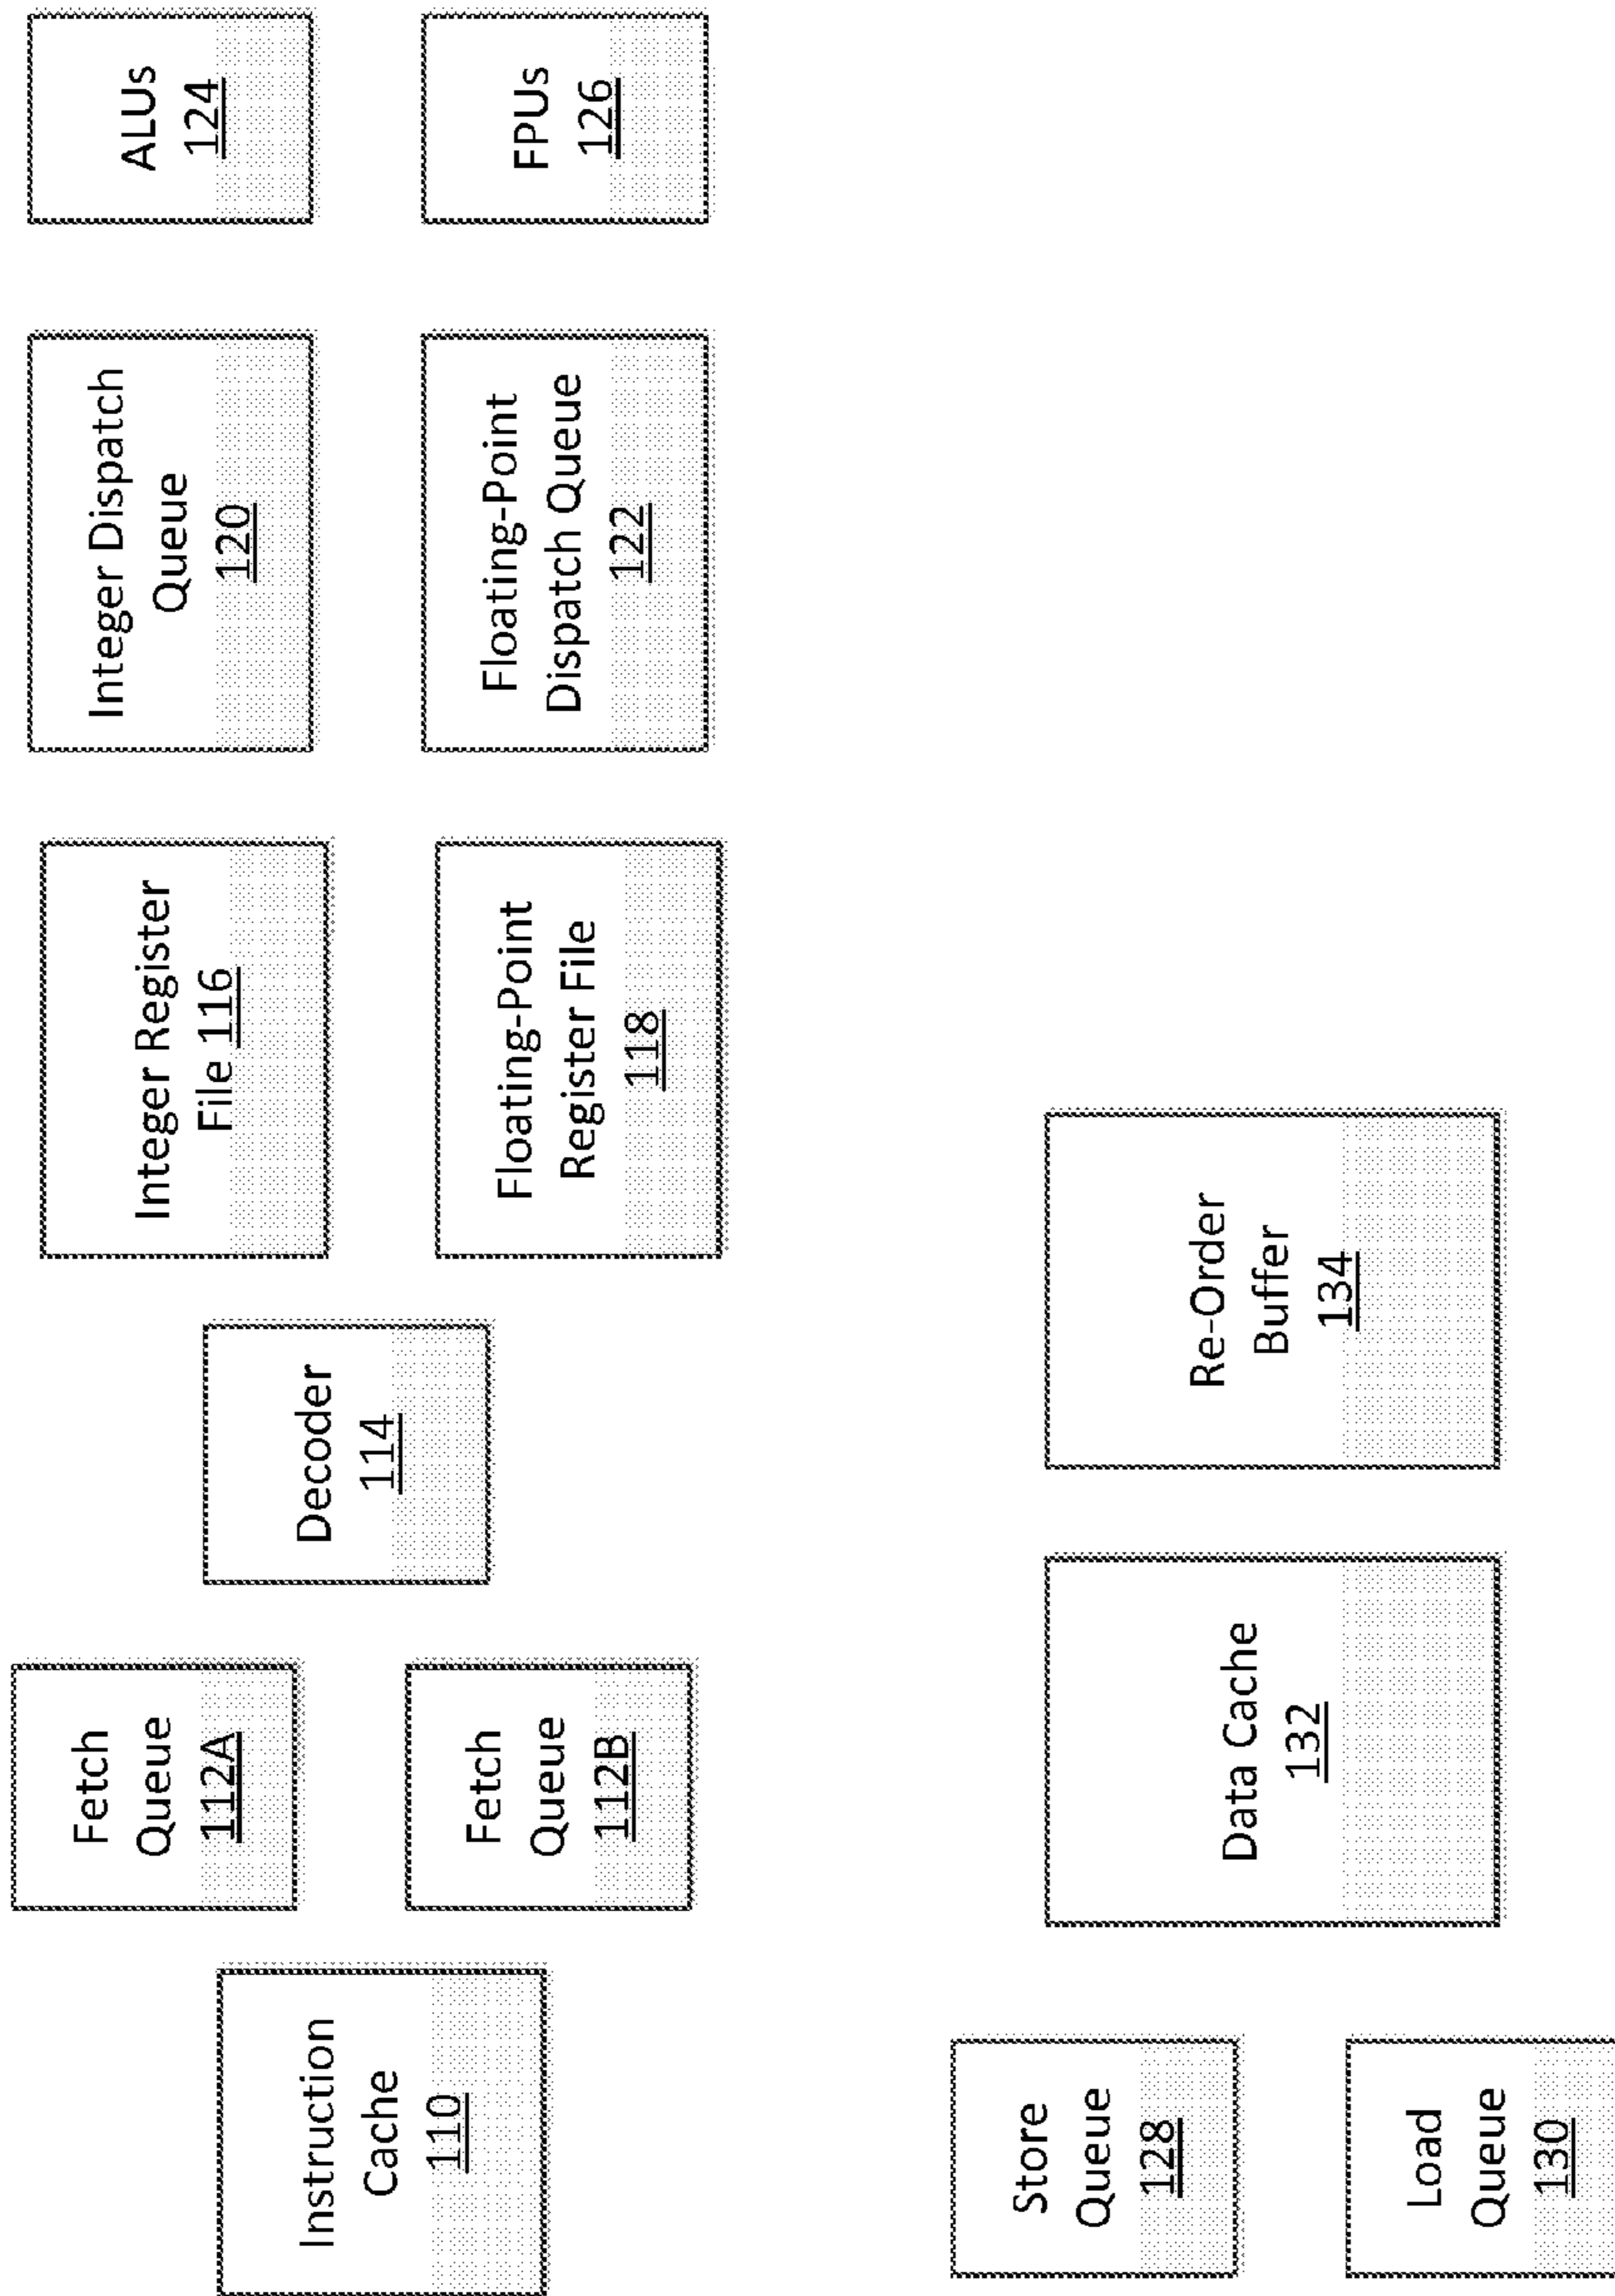 Instruction
Cache
110
Fetch
Queue
112A
Fetch
Queue
112B
Decoder
114
Integer Register
File 116
Floating-Point
Register File
118
Integer Dispatch
Queue
120
Floating-Point
Dispatch Queue
122
ALUs
124
FPUs
126
Store
Queue
128
Load
Queue
130
Data Cache
132
Re-Order
Buffer
134